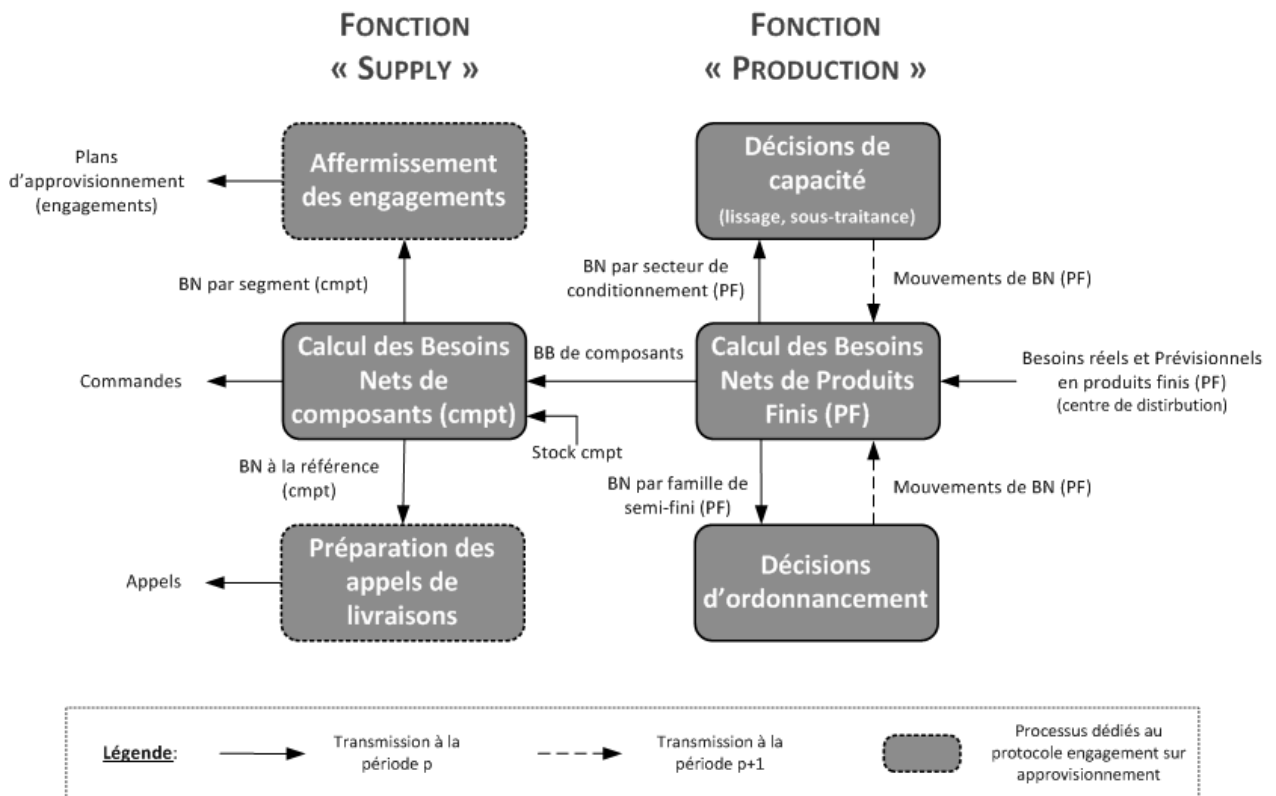 FONCTION
« SUPPLY »
FONCTION
« PRODUCTION »
Plans
d’approvisionnement
(engagements)
Affermissement
des engagements
Décisions de
capacité
(lissage, sous-traitance)
BN par segment (cmpt)
BN par secteur de
conditionnement (PF)
Mouvements de BN (PF)
Commandes
Calcul des Besoins
Nets de
composants (cmpt)
BB de composants
Stock cmpt
Calcul des Besoins
Nets de Produits
Finis (PF)
Besoins réels et Prévisionnels
en produits finis (PF)
(centre de distirbution)
BN à la référence
(cmpt)
BN par famille de
semi-fini (PF)
Mouvements de BN (PF)
Appels
Préparation des
appels de
livraisons
Décisions
d’ordonnancement
Légende:
Transmission à la
période p
Transmission à la
période p+1
Processus dédiés au
protocole engagement sur
approvisionnement